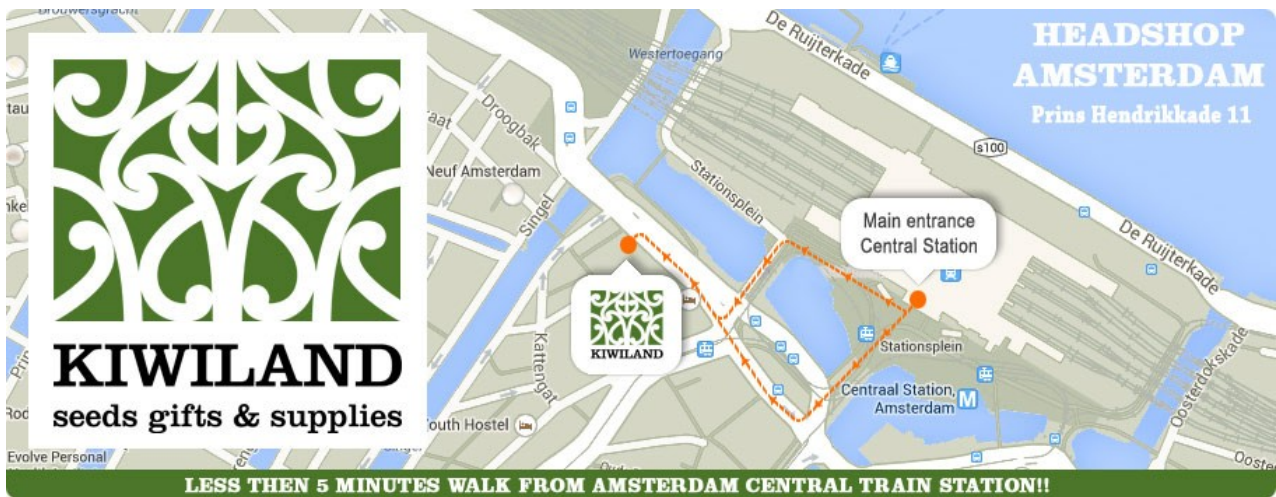 Brouwersgracht
KIWILAND
seeds gifts & supplies
Westertoegang
De Ruijterkade
HEADSHOP
AMSTERDAM
Prins Hendrikkade 11
s100
Droogbak
Neuf Amsterdam
Singel
Stationsplein
Main entrance
Central Station
De Ruijterkade
KIWILAND
Kattengat
Stationsplein
Centraal Station,
Amsterdam
M
Oosterdokskade
outh Hostel
Evolve Personal
LESS THEN 5 MINUTES WALK FROM AMSTERDAM CENTRAL TRAIN STATION!!